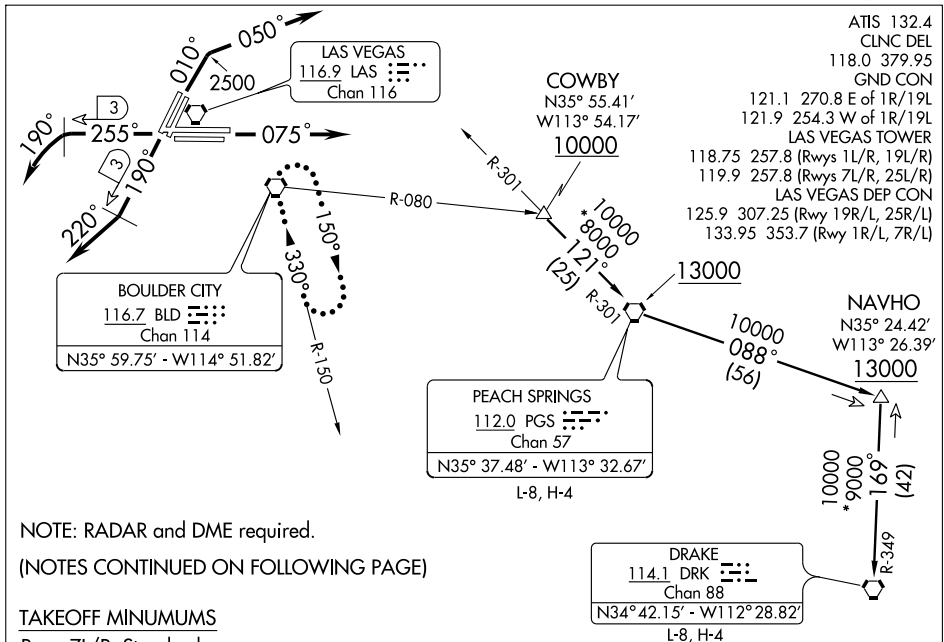 ATIS 132.4
CLNC DEL
118.0 379.95
GND CON
121.1 270.8 E of 1R/19L
121.9 254.3 W of 1R/19L
LAS VEGAS TOWER
118.75 257.8 (Rwys 1L/R, 19L/R)
119.9 257.8 (Rwys 7L/R, 25L/R)
LAS VEGAS DEP CON
125.9 307.25 (Rwy 19R/L, 25R/L)
133.95 353.7 (Rwy 1R/L, 7R/L)
050°
010°
2500
LAS VEGAS
116.9 LAS
Chan 116
3
190°
255°
075°
3
190°
220°
COWBY
N35° 55.41'
W113° 54.17'
10000
R-301
R-080
150°
330°
R-150
BOULDER CITY
116.7 BLD
Chan 114
N35° 59.75' - W114° 51.82'
10000
*8000
121°
(25)
R-301
13000
PEACH SPRINGS
112.0 PGS
Chan 57
N35° 37.48' - W113° 32.67'
L-8, H-4
10000
088°
(56)
NAVHO
N35° 24.42'
W113° 26.39'
13000
10000
*9000
169°
(42)
R-349
DRAKE
114.1 DRK
Chan 88
N34° 42.15' - W112° 28.82'
L-8, H-4
NOTE: RADAR and DME required.
(NOTES CONTINUED ON FOLLOWING PAGE)
TAKEOFF MINUMUMS